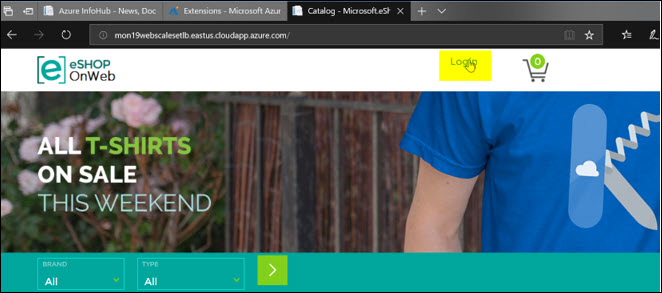 Azure InfoHub - News, Doc
Extensions - Microsoft Azur
Catalog - Microsoft.eSh
mon19webscalesetlb.eastus.cloudapp.azure.com/
eSHOP
OnWeb
Login
0
ALL T-SHIRTS
ON SALE
THIS WEEKEND
BRAND
All
TYPE
All